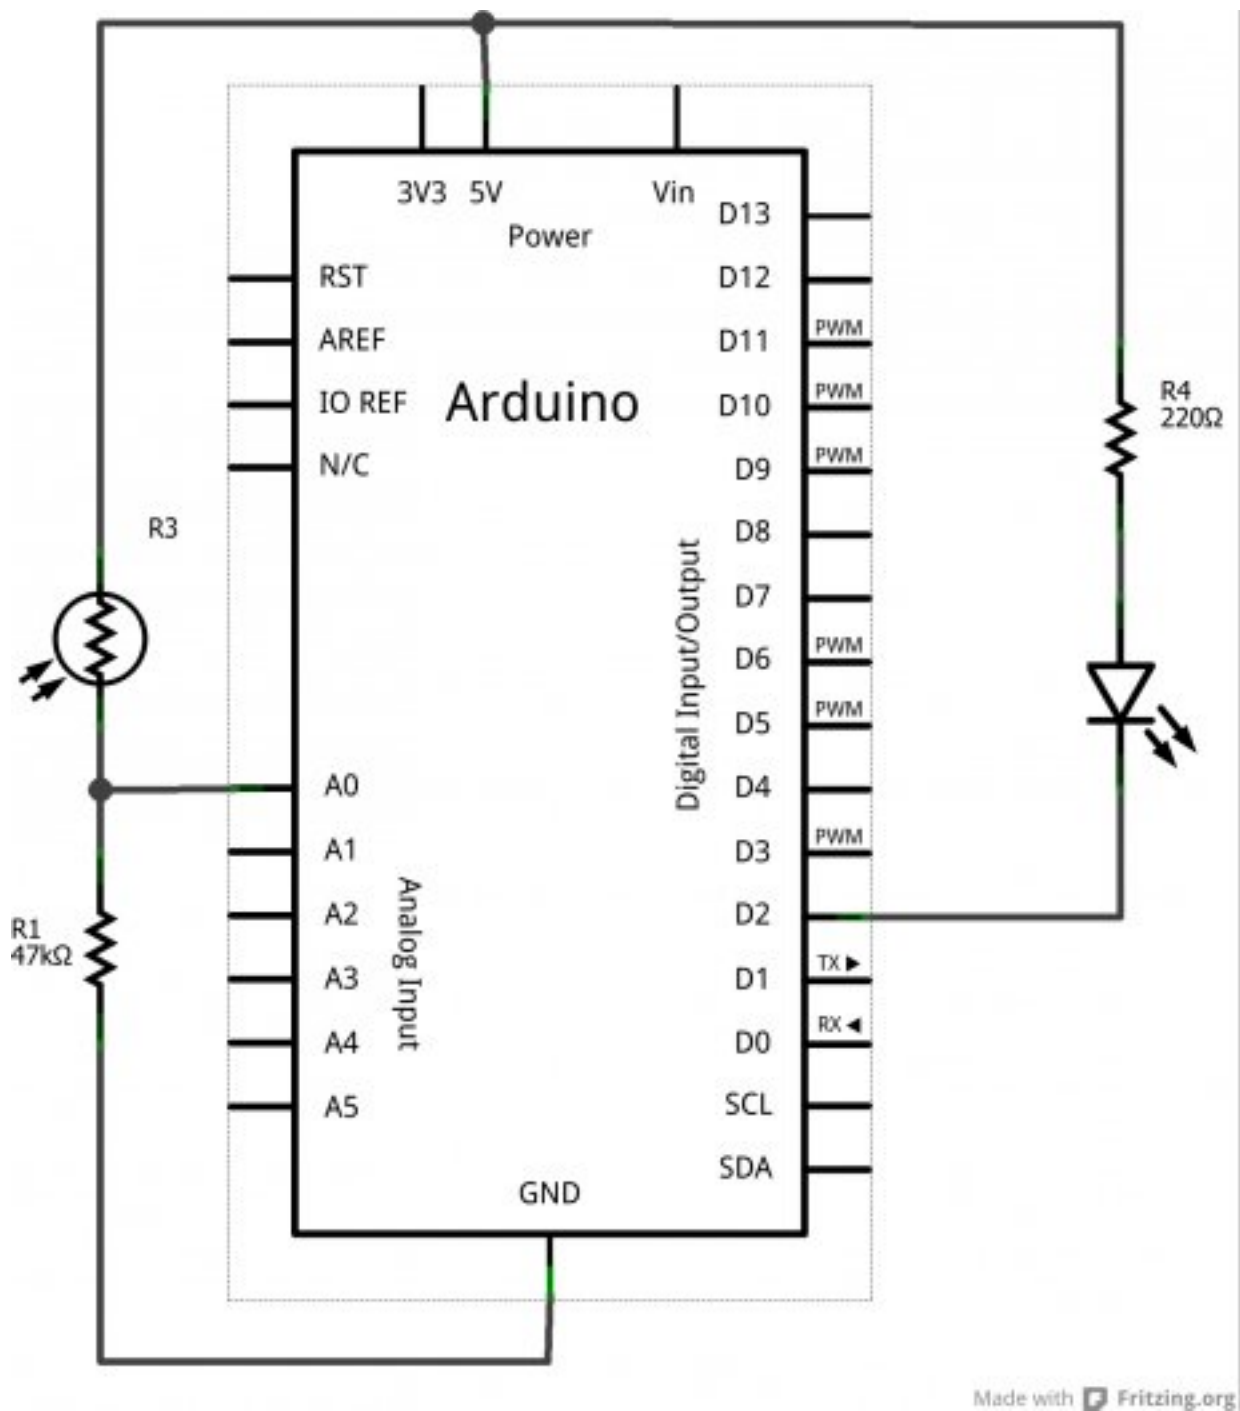 3V3 5V Vin
Power
D13
RST
D12
AREF
PWM
D11
IO REF
Arduino
PWM
D10
N/C
PWM
D9
R4
220Ω
R3
D8
D7
PWM
D6
PWM
D5
Digital Input/Output
A0
D4
A1
PWM
D3
A2
D2
R1
47kΩ
Analog Input
A3
TX
D1
A4
RX
D0
A5
SCL
SDA
GND
Made with Fritzing.org